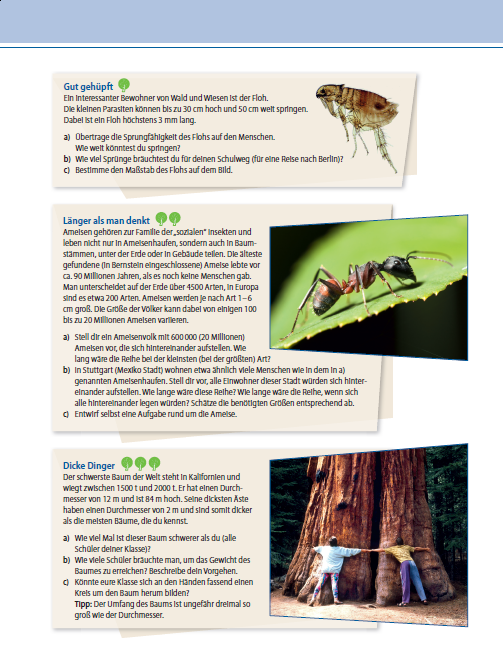 Gut gehüpft
Ein interessanter Bewohner von Wald und Wiesen ist der Floh.
Die kleinen Parasiten können bis zu 30 cm hoch und 50 cm weit springen.
Dabei ist ein Floh höchstens 3 mm lang.
a) Übertrage die Sprungfähigkeit des Flohs auf den Menschen.
Wie weit könntest du springen?
b) Wie viel Sprünge bräuchtest du für deinen Schulweg (für eine Reise nach Berlin)?
c) Bestimme den Maßstab des Flohs auf dem Bild.
Länger als man denkt
Ameisen gehören zur Familie der „sozialen" Insekten und
leben nicht nur in Ameisenhaufen, sondern auch in Baum-
stämmen, unter der Erde oder in Gebäude teilen. Die älteste
gefundene (in Bernstein eingeschlossene) Ameise lebte vor
ca. 90 Millionen Jahren, als es noch keine Menschen gab.
Man unterscheidet auf der Erde über 4500 Arten, in Europa
sind es etwa 200 Arten. Ameisen werden je nach Art 1–6
cm groß. Die Größe der Völker kann dabei von einigen 100
bis zu 20 Millionen Ameisen variieren.
a) Stell dir ein Ameisenvolk mit 600 000 (20 Millionen)
Ameisen vor, die sich hintereinander aufstellen. Wie
lang wäre die Reihe bei der kleinsten (bei der größten) Art?
b) In Stuttgart (Mexiko Stadt) wohnen etwa ähnlich viele Menschen wie in dem in a)
genannten Ameisenhaufen. Stell dir vor, alle Einwohner dieser Stadt würden sich hinter-
einander aufstellen. Wie lange wäre diese Reihe? Wie lange wäre die Reihe, wenn sich
alle hintereinander legen würden? Schätze die benötigten Größen entsprechend ab.
c) Entwirf selbst eine Aufgabe rund um die Ameise.
Dicke Dinger
Der schwerste Baum der Welt steht in Kalifornien und
wiegt zwischen 1500 t und 2000 t. Er hat einen Durch-
messer von 12 m und ist 84 m hoch. Seine dicksten Äste
haben einen Durchmesser von 2 m und sind somit dicker
als die meisten Bäume, die du kennst.
a) Wie viel Mal ist dieser Baum schwerer als du (alle
Schüler deiner Klasse)?
b) Wie viele Schüler bräuchte man, um das Gewicht des
Baumes zu erreichen? Beschreibe dein Vorgehen.
c) Könnte eure Klasse sich an den Händen fassend einen
Kreis um den Baum herum bilden?
Tipp: Der Umfang des Baums ist ungefähr dreimal so
groß wie der Durchmesser.